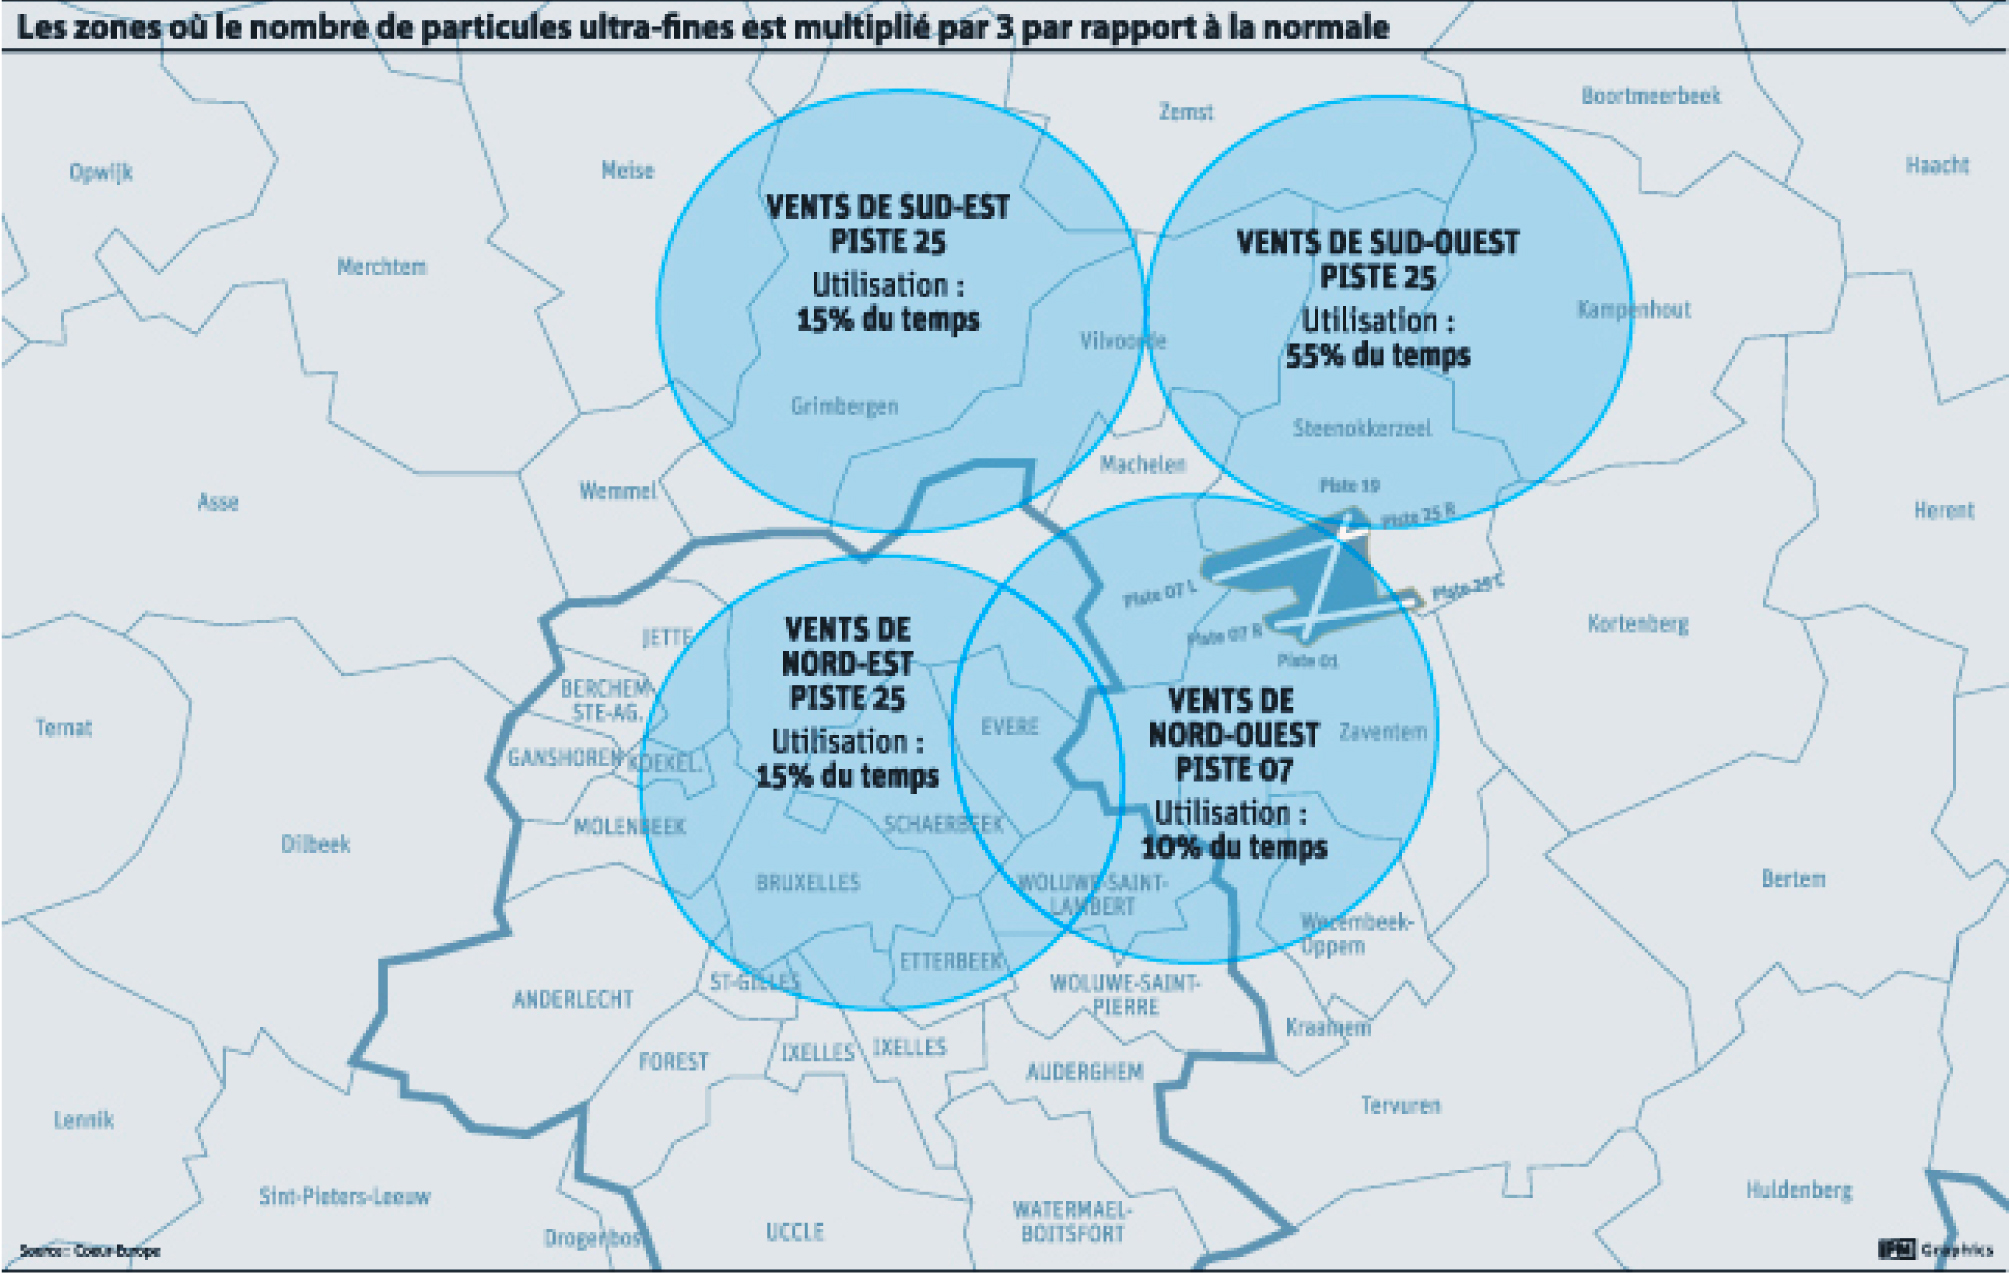 Les zones où le nombre de particules ultra-fines est multiplié par 3 par rapport à la normale
Boortmeerbeek
Zemst
Haacht
Opwijk
Meise
Merchtem
VENTS DE SUD-EST
PISTE 25
Utilisation :
15% du temps
VENTS DE SUD-OUEST
PISTE 25
Utilisation :
55% du temps
Kampenhout
Vilvoorde
Grimbergen
Steenokkerzeel
Machelen
Wemmel
Asse
Herent
Piste 19
Piste 25 R
Piste 07 L
Piste 25 C
Piste 07 R
Piste 01
Kortenberg
JETTE
BERCHEM-
STE-AG.
GANSHOREN
KOEKEL.
MOLENBEEK
VENTS DE
NORD-EST
PISTE 25
Utilisation :
15% du temps
EVERE
VENTS DE
NORD-OUEST
PISTE 07
Utilisation :
10% du temps
Zaventem
Ternat
Dilbeek
SCHAERBEEK
BRUXELLES
WOLUWE-SAINT-
LAMBERT
Bertem
Wezembeek-
Oppem
ETTERBEEK
ST-GILLES
WOLUWE-SAINT-
PIERRE
ANDERLECHT
Kraainem
FOREST
IXELLES
IXELLES
AUDERGHEM
Tervuren
Lennik
Sint-Pieters-Leeuw
Huldenberg
WATERMAEL-
BOITSFORT
UCCLE
Drogenbos
Source : Coeur-Europe
IPM Graphics